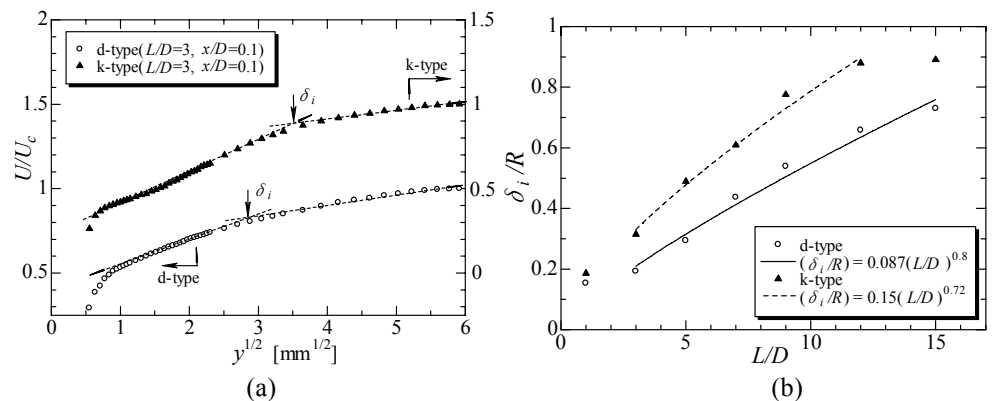 2
1.5
1
0.5
1
0.5
0
0
1
2
3
4
5
6
U/U_c
y^{1/2} [mm^{1/2}]
d-type(L/D=3, x/D=0.1)
k-type(L/D=3, x/D=0.1)
k-type
δ_i
δ_i
d-type
(a)
1
0.8
0.6
0.4
0.2
0
0
5
10
15
δ_i/R
L/D
d-type
(δ_i/R) = 0.087(L/D)^{0.8}
k-type
(δ_i/R) = 0.15(L/D)^{0.72}
(b)